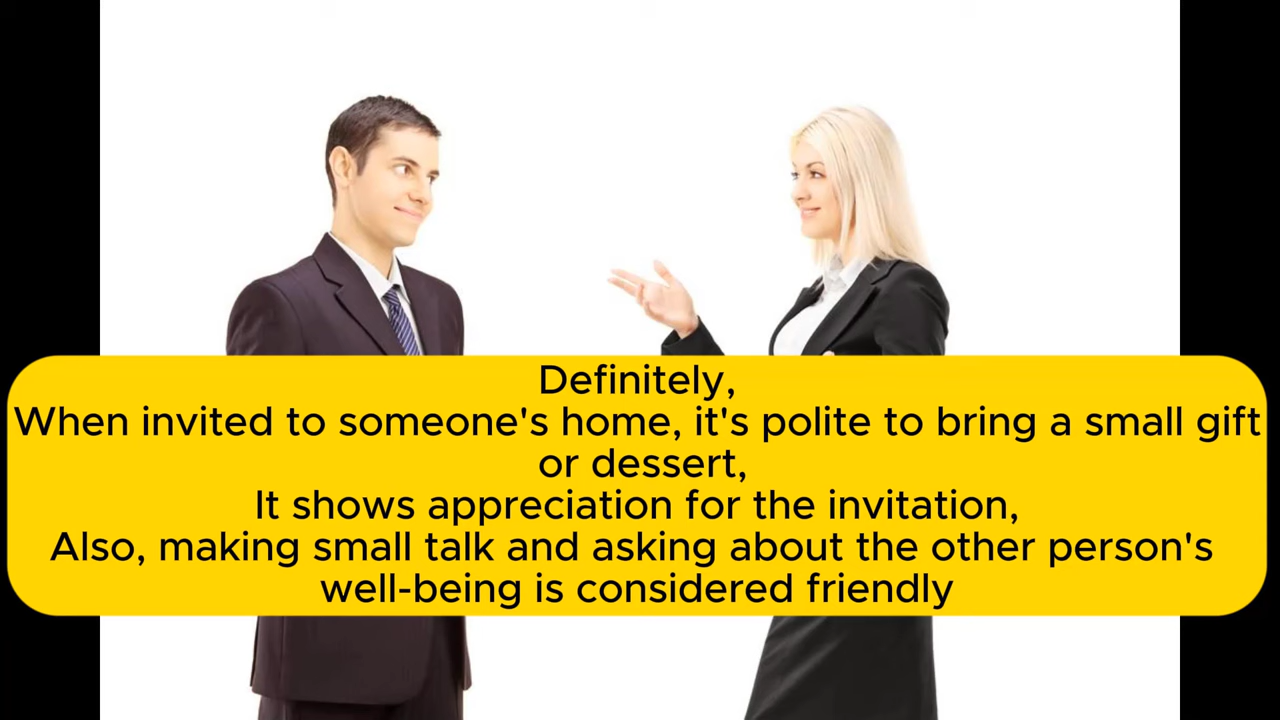 Definitely,
When invited to someone's home, it's polite to bring a small gift
or dessert,
It shows appreciation for the invitation,
Also, making small talk and asking about the other person's
well-being is considered friendly